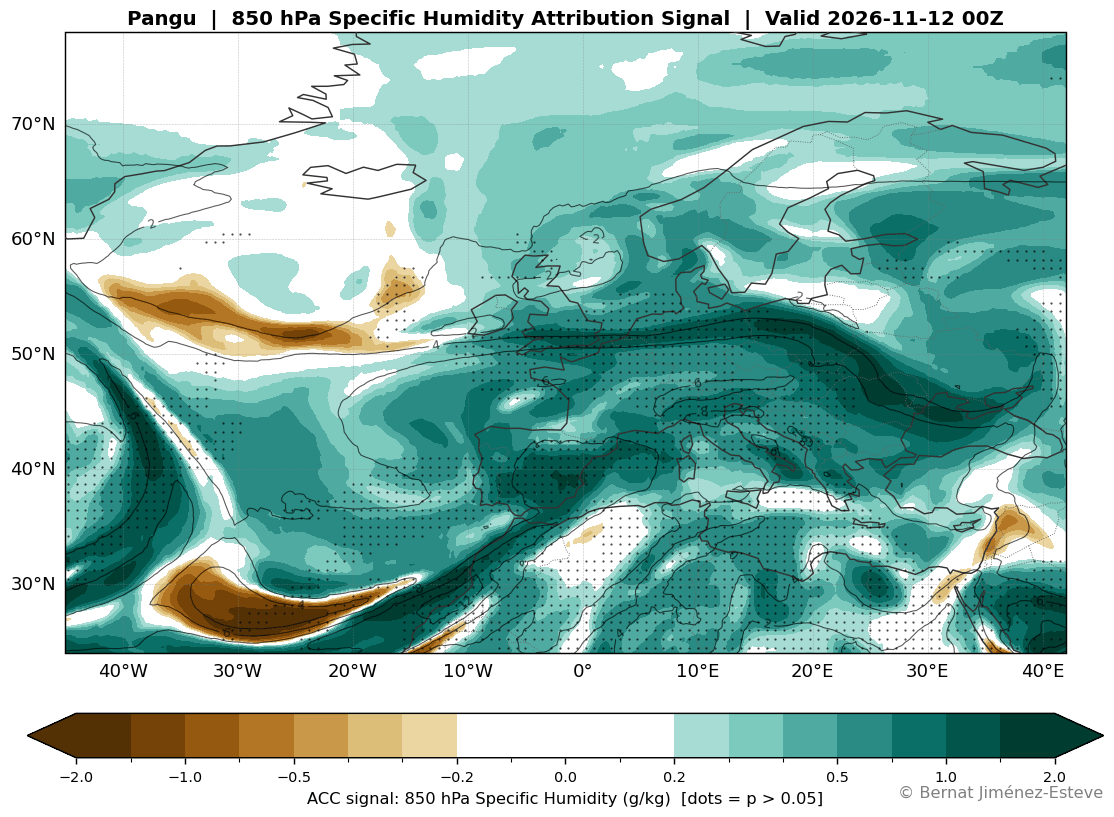 Pangu | 850 hPa Specific Humidity Attribution Signal | Valid 2026-11-12 00Z
70°N
60°N
50°N
40°N
30°N
40°W
30°W
20°W
10°W
0°
10°E
20°E
30°E
40°E
−2.0
−1.0
−0.5
−0.2
0.0
0.2
0.5
1.0
2.0
ACC signal: 850 hPa Specific Humidity (g/kg) [dots = p > 0.05]
© Bernat Jiménez-Esteve